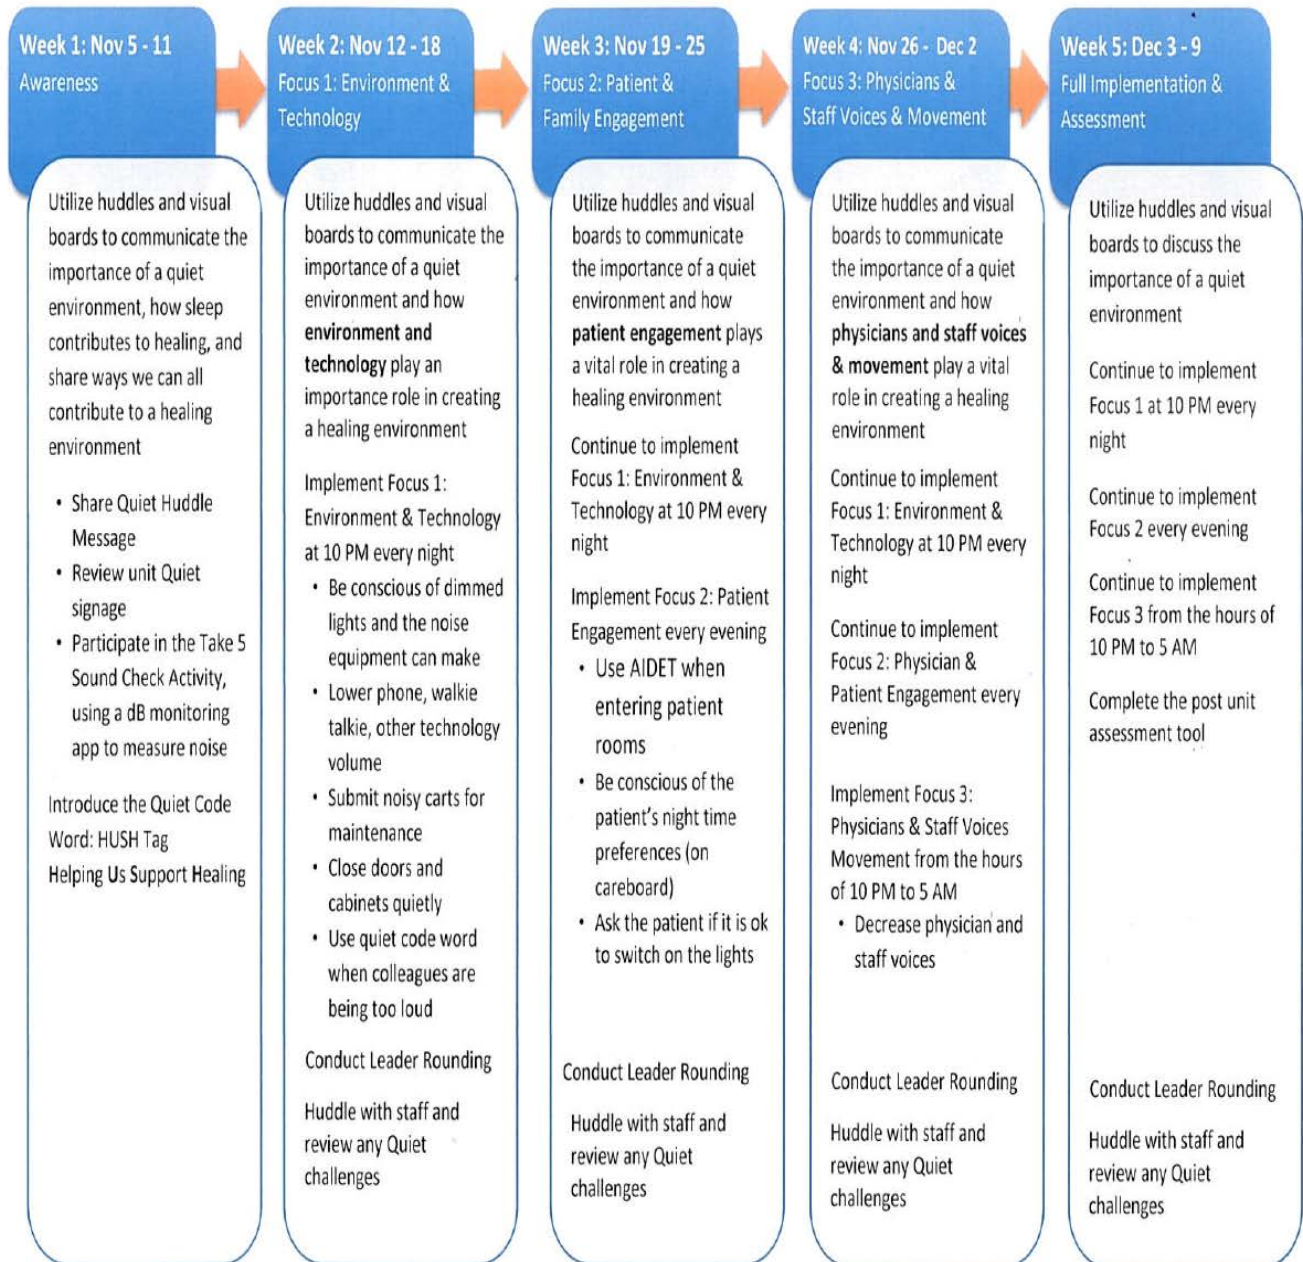 Week 1: Nov 5 - 11
Awareness
Utilize huddles and visual
boards to communicate the
importance of a quiet
environment, how sleep
contributes to healing, and
share ways we can all
contribute to a healing
environment
• Share Quiet Huddle
Message
• Review unit Quiet
signage
• Participate in the Take 5
Sound Check Activity,
using a dB monitoring
app to measure noise
Introduce the Quiet Code
Word: HUSH Tag
Helping Us Support Healing
Week 2: Nov 12 - 18
Focus 1: Environment &
Technology
Utilize huddles and visual
boards to communicate the
importance of a quiet
environment and how
environment and
technology play an
importance role in creating
a healing environment
Implement Focus 1:
Environment & Technology
at 10 PM every night
• Be conscious of dimmed
lights and the noise
equipment can make
• Lower phone, walkie
talkie, other technology
volume
• Submit noisy carts for
maintenance
• Close doors and
cabinets quietly
• Use quiet code word
when colleagues are
being too loud
Conduct Leader Rounding
Huddle with staff and
review any Quiet
challenges
Week 3: Nov 19 - 25
Focus 2: Patient &
Family Engagement
Utilize huddles and visual
boards to communicate
the importance of a quiet
environment and how
patient engagement plays
a vital role in creating a
healing environment
Continue to implement
Focus 1: Environment &
Technology at 10 PM every
night
Implement Focus 2: Patient
Engagement every evening
• Use AIDET when
entering patient
rooms
• Be conscious of the
patient's night time
preferences (on
careboard)
• Ask the patient if it is ok
to switch on the lights
Conduct Leader Rounding
Huddle with staff and
review any Quiet
challenges
Week 4: Nov 26 - Dec 2
Focus 3: Physicians &
Staff Voices & Movement
Utilize huddles and visual
boards to communicate
the importance of a quiet
environment and how
physicians and staff voices
& movement play a vital
role in creating a healing
environment
Continue to implement
Focus 1: Environment &
Technology at 10 PM every
night
Continue to implement
Focus 2: Physician &
Patient Engagement every
evening
Implement Focus 3:
Physicians & Staff Voices
Movement from the hours
of 10 PM to 5 AM
• Decrease physician and
staff voices
Conduct Leader Rounding
Huddle with staff and
review any Quiet
challenges
Week 5: Dec 3 - 9
Full Implementation &
Assessment
Utilize huddles and visual
boards to discuss the
importance of a quiet
environment
Continue to implement
Focus 1 at 10 PM every
night
Continue to implement
Focus 2 every evening
Continue to implement
Focus 3 from the hours of
10 PM to 5 AM
Complete the post unit
assessment tool
Conduct Leader Rounding
Huddle with staff and
review any Quiet
challenges